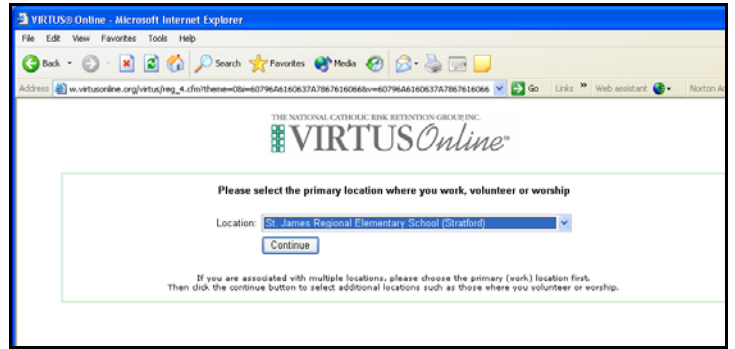 VIRTUS® Online - Microsoft Internet Explorer
File Edit View Favorites Tools Help
Back Search Favorites Media
Address w.virtusonline.org/virtus/reg_4.cfm?theme=0 Go Links » Web assistant Norton
THE NATIONAL CATHOLIC RISK RETENTION GROUP, INC.
VIRTUS Online™
Please select the primary location where you work, volunteer or worship
Location: St. James Regional Elementary School (Stratford)
Continue
If you are associated with multiple locations, please choose the primary (work) location first.
Then click the continue button to select additional locations such as those where you volunteer or worship.